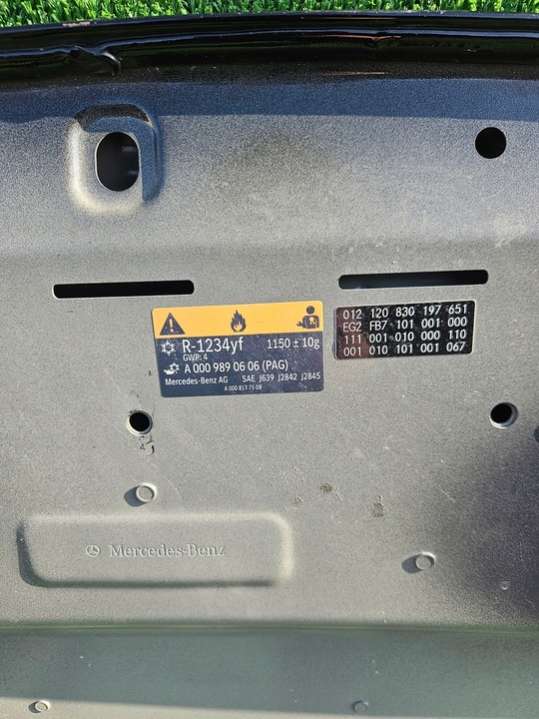 R-1234yf 1150 ± 10g
GWP: 4
A 000 989 06 06 (PAG)
Mercedes-Benz AG SAE J639 J2842 J2845
012 120 830 197 651
EG2 FB7 101 001 000
111 001 010 000 110
001 010 101 001 067
Mercedes-Benz